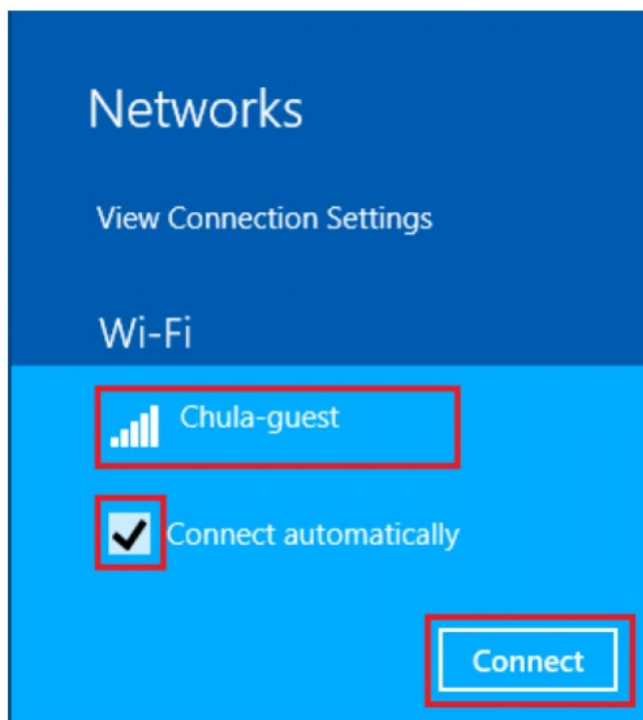 Networks
View Connection Settings
Wi-Fi
Chula-guest
Connect automatically
Connect